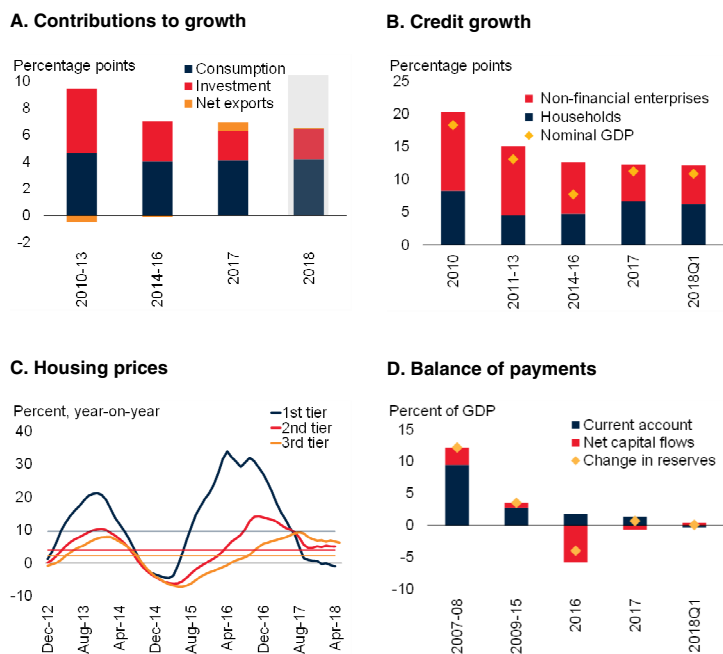 A. Contributions to growth
Percentage points
Consumption
Investment
Net exports
10
8
6
4
2
0
-2
2010-13
2014-16
2017
2018
B. Credit growth
Percentage points
Non-financial enterprises
Households
Nominal GDP
25
20
15
10
5
0
2010
2011-13
2014-16
2017
2018Q1
C. Housing prices
Percent, year-on-year
1st tier
2nd tier
3rd tier
40
30
20
10
0
-10
Dec-12
Aug-13
Apr-14
Dec-14
Aug-15
Apr-16
Dec-16
Aug-17
Apr-18
D. Balance of payments
Percent of GDP
Current account
Net capital flows
Change in reserves
15
10
5
0
-5
-10
2007-08
2009-15
2016
2017
2018Q1